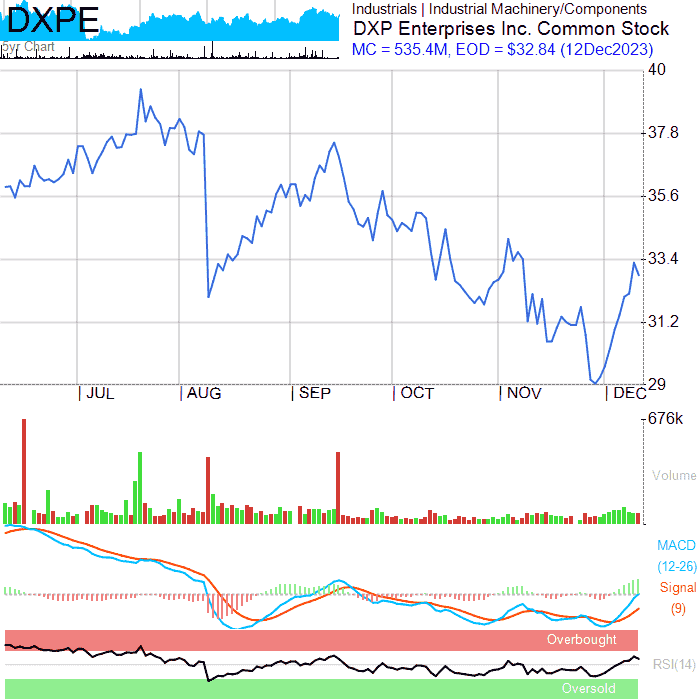 DXPE
5yr Chart
Industrials | Industrial Machinery/Components
DXP Enterprises Inc. Common Stock
MC = 535.4M, EOD = $32.84 (12Dec2023)
40
37.8
35.6
33.4
31.2
29
| JUL | AUG | SEP | OCT | NOV | DEC
676k
Volume
MACD
(12-26)
Signal
(9)
Overbought
RSI(14)
Oversold